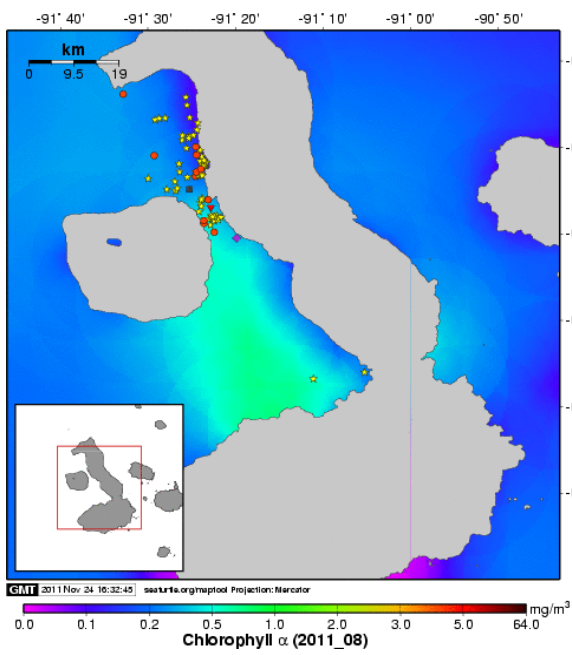 -91° 40' -91° 30' -91° 20' -91° 10' -91° 00' -90° 50'
km
0 9.5 19
GMT 2011 Nov 24 16:32:45 seaturtle.org/maptool Projection: Mercator
mg/m³
0.0 0.1 0.2 0.5 1.0 2.0 3.0 5.0 64.0
Chlorophyll α (2011_08)